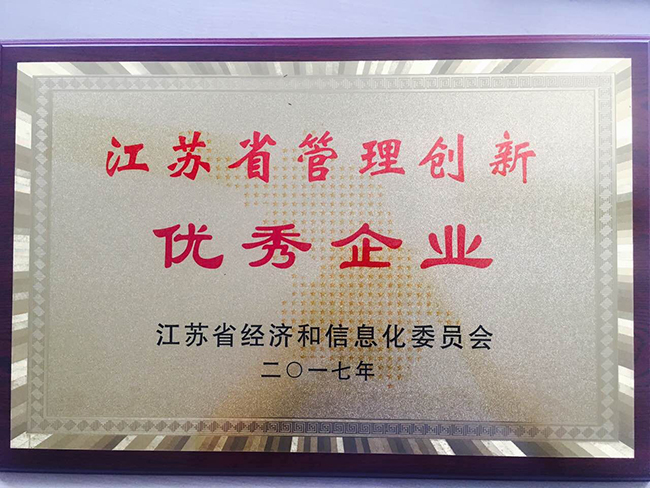 江苏省管理创新
优秀企业
江苏省经济和信息化委员会
二〇一七年